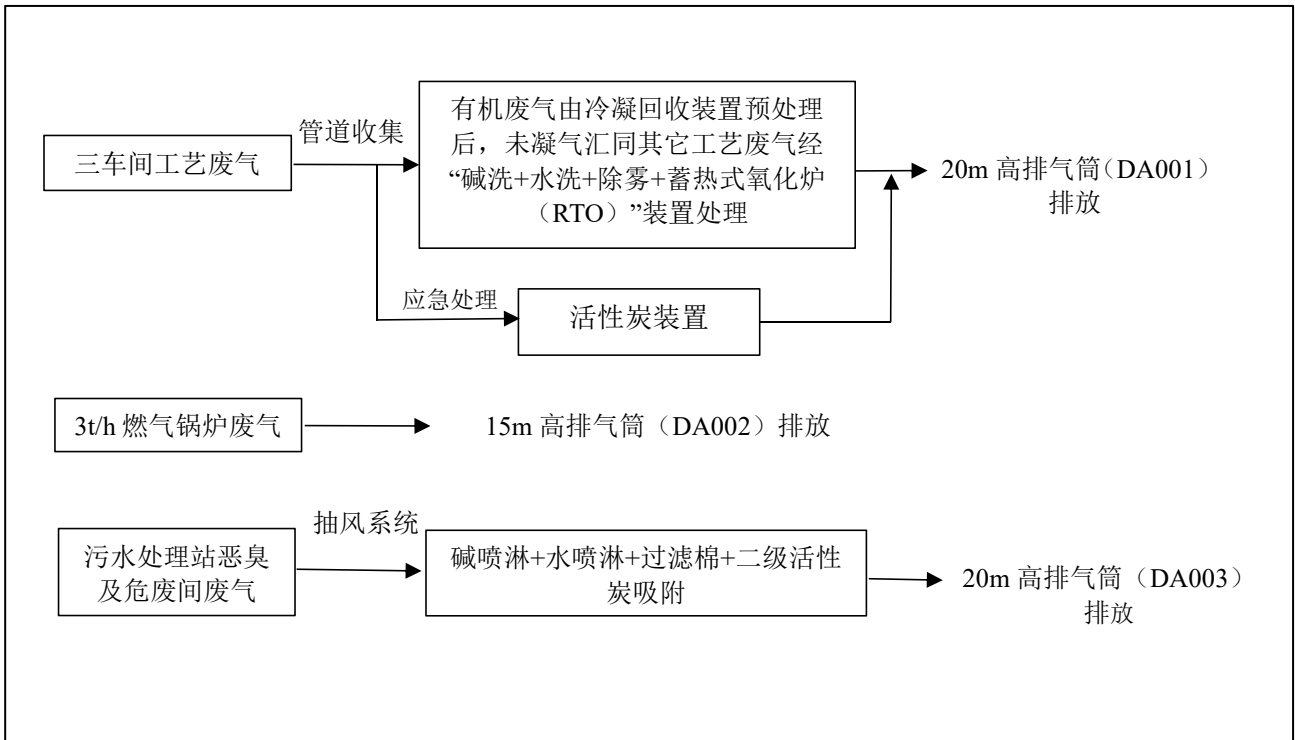 有机废气由冷凝回收装置预处理
后，未凝气汇同其它工艺废气经
“碱洗+水洗+除雾+蓄热式氧化炉
（RTO）”装置处理
管道收集
三车间工艺废气
20m 高排气筒（DA001）
排放
应急处理
活性炭装置
3t/h 燃气锅炉废气
15m 高排气筒（DA002）排放
抽风系统
污水处理站恶臭
及危废间废气
碱喷淋+水喷淋+过滤棉+二级活性
炭吸附
20m 高排气筒（DA003）
排放